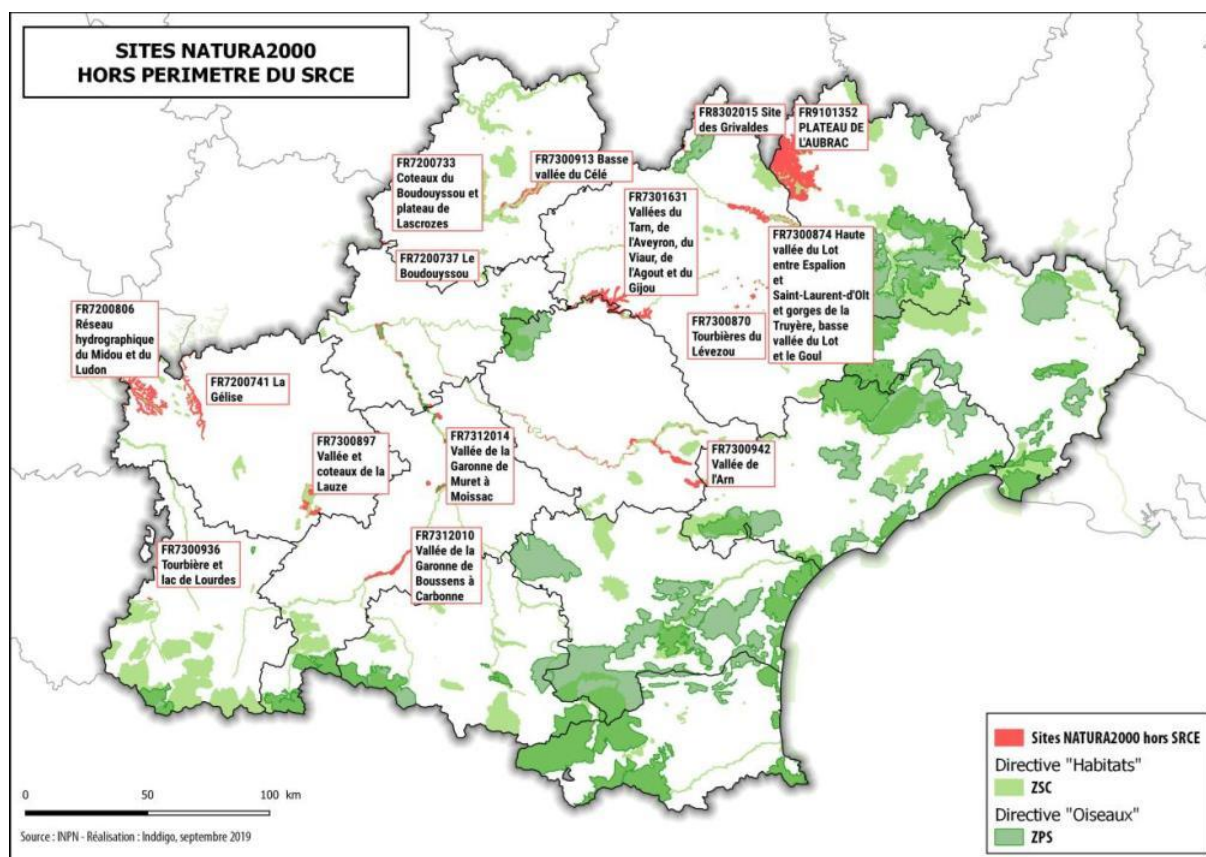 SITES NATURA2000
HORS PERIMETRE DU SRCE
FR8302015 Site
des Grivaldes
FR9101352
PLATEAU DE
L'AUBRAC
FR7200733
Coteaux du
Boudouyssou et
plateau de
Lascrozes
FR7300913 Basse
vallée du Célé
FR7301631
Vallées du
Tarn, de
l'Aveyron, du
Viaur, de
l'Agout et du
Gijou
FR7300874 Haute
vallée du Lot
entre Espalion
et
Saint-Laurent-d'Olt
et gorges de la
Truyère, basse
vallée du Lot
et le Goul
FR7200737 Le
Boudouyssou
FR7200806
Réseau
hydrographique
du Midou et du
Ludon
FR7300870
Tourbières du
Lévezou
FR7200741 La
Gélise
FR7300897
Vallée et
coteaux de la
Lauze
FR7312014
Vallée de la
Garonne de
Muret à
Moissac
FR7300942
Vallée de
l'Arn
FR7300936
Tourbière et
lac de Lourdes
FR7312010
Vallée de la
Garonne de
Boussens à
Carbonne
Sites NATURA2000 hors SRCE
Directive "Habitats"
ZSC
Directive "Oiseaux"
ZPS
0 50 100 km
Source : INPN - Réalisation : Inddigo, septembre 2019